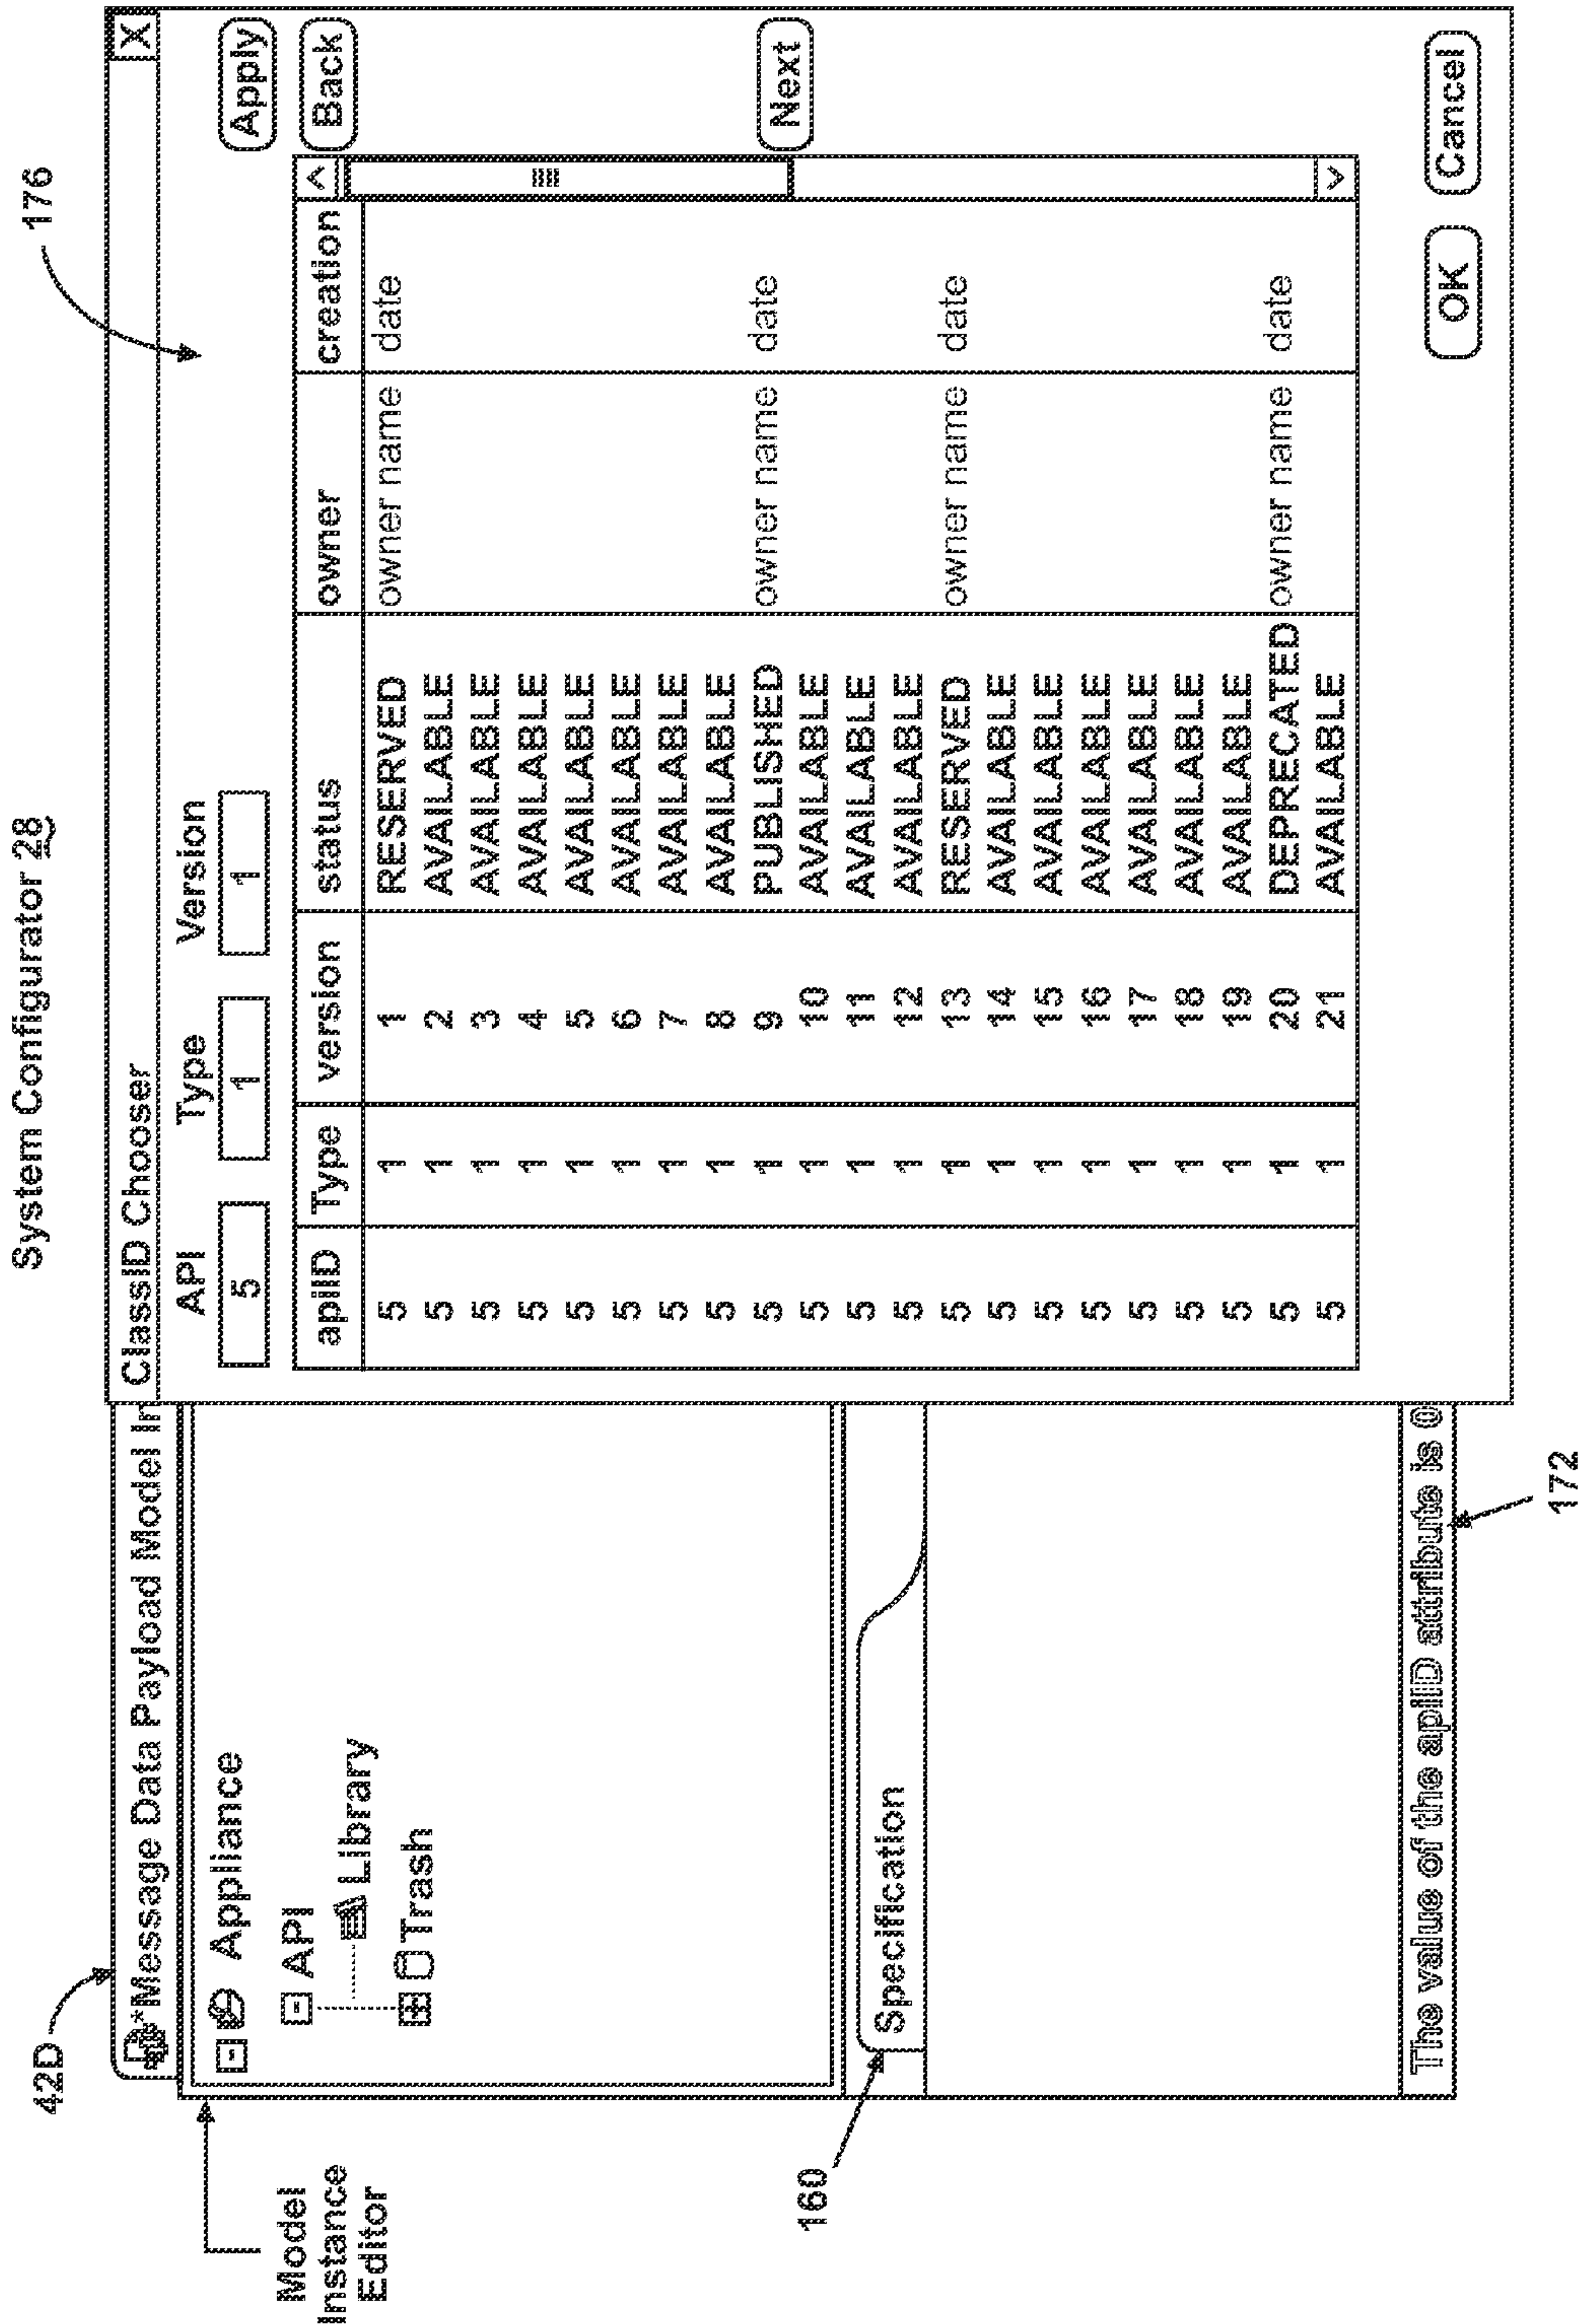 System Configurator 28
42D
176
*Message Data Payload Model In
ClassID Chooser
X
Model
Instance
Editor
Appliance
API
Library
Trash
API
Type
Version
5
1
1
Apply
Back
Next
apiID Type version status owner creation
5 1 1 RESERVED owner name date
5 1 2 AVAILABLE
5 1 3 AVAILABLE
5 1 4 AVAILABLE
5 1 5 AVAILABLE
5 1 6 AVAILABLE
5 1 7 AVAILABLE
5 1 8 AVAILABLE
5 1 9 PUBLISHED owner name date
5 1 10 AVAILABLE
5 1 11 AVAILABLE
5 1 12 AVAILABLE
5 1 13 RESERVED owner name date
5 1 14 AVAILABLE
5 1 15 AVAILABLE
5 1 16 AVAILABLE
5 1 17 AVAILABLE
5 1 18 AVAILABLE
5 1 19 AVAILABLE
5 1 20 DEPRECATED owner name date
5 1 21 AVAILABLE
160
Specification
The value of the apiID attribute is 0
OK
Cancel
172